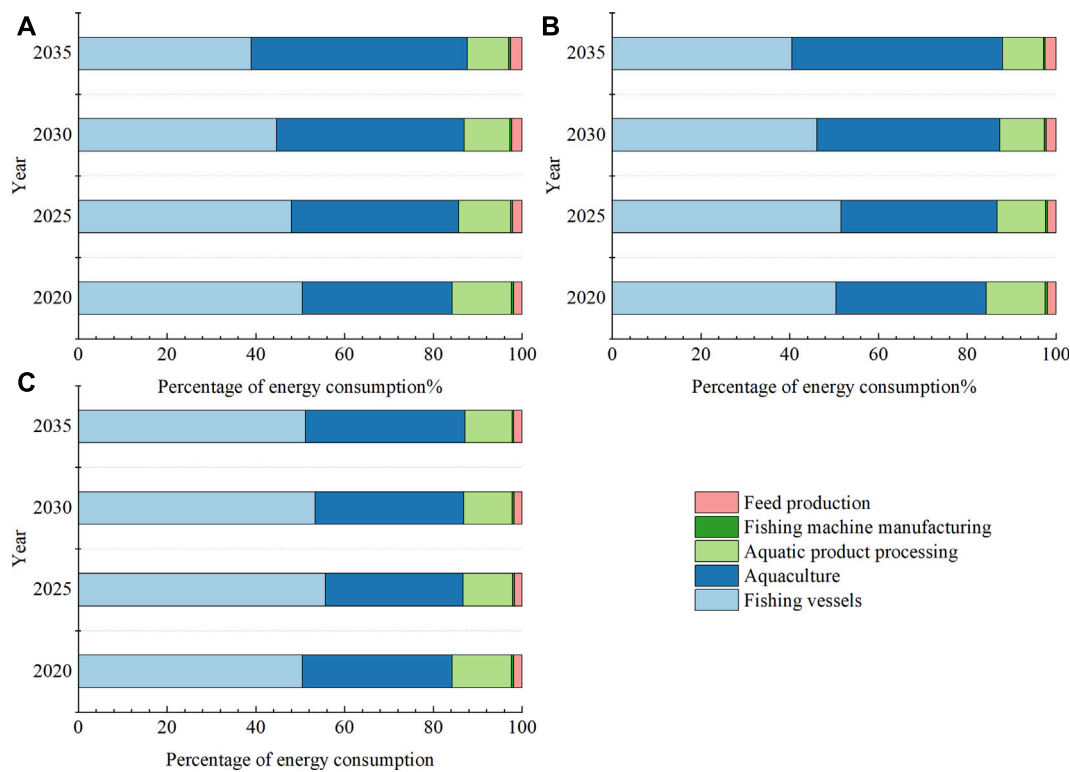 A
2035
2030
2025
2020
Year
0 20 40 60 80 100
Percentage of energy consumption%
B
2035
2030
2025
2020
Year
0 20 40 60 80 100
Percentage of energy consumption%
C
2035
2030
2025
2020
Year
0 20 40 60 80 100
Percentage of energy consumption
Feed production
Fishing machine manufacturing
Aquatic product processing
Aquaculture
Fishing vessels